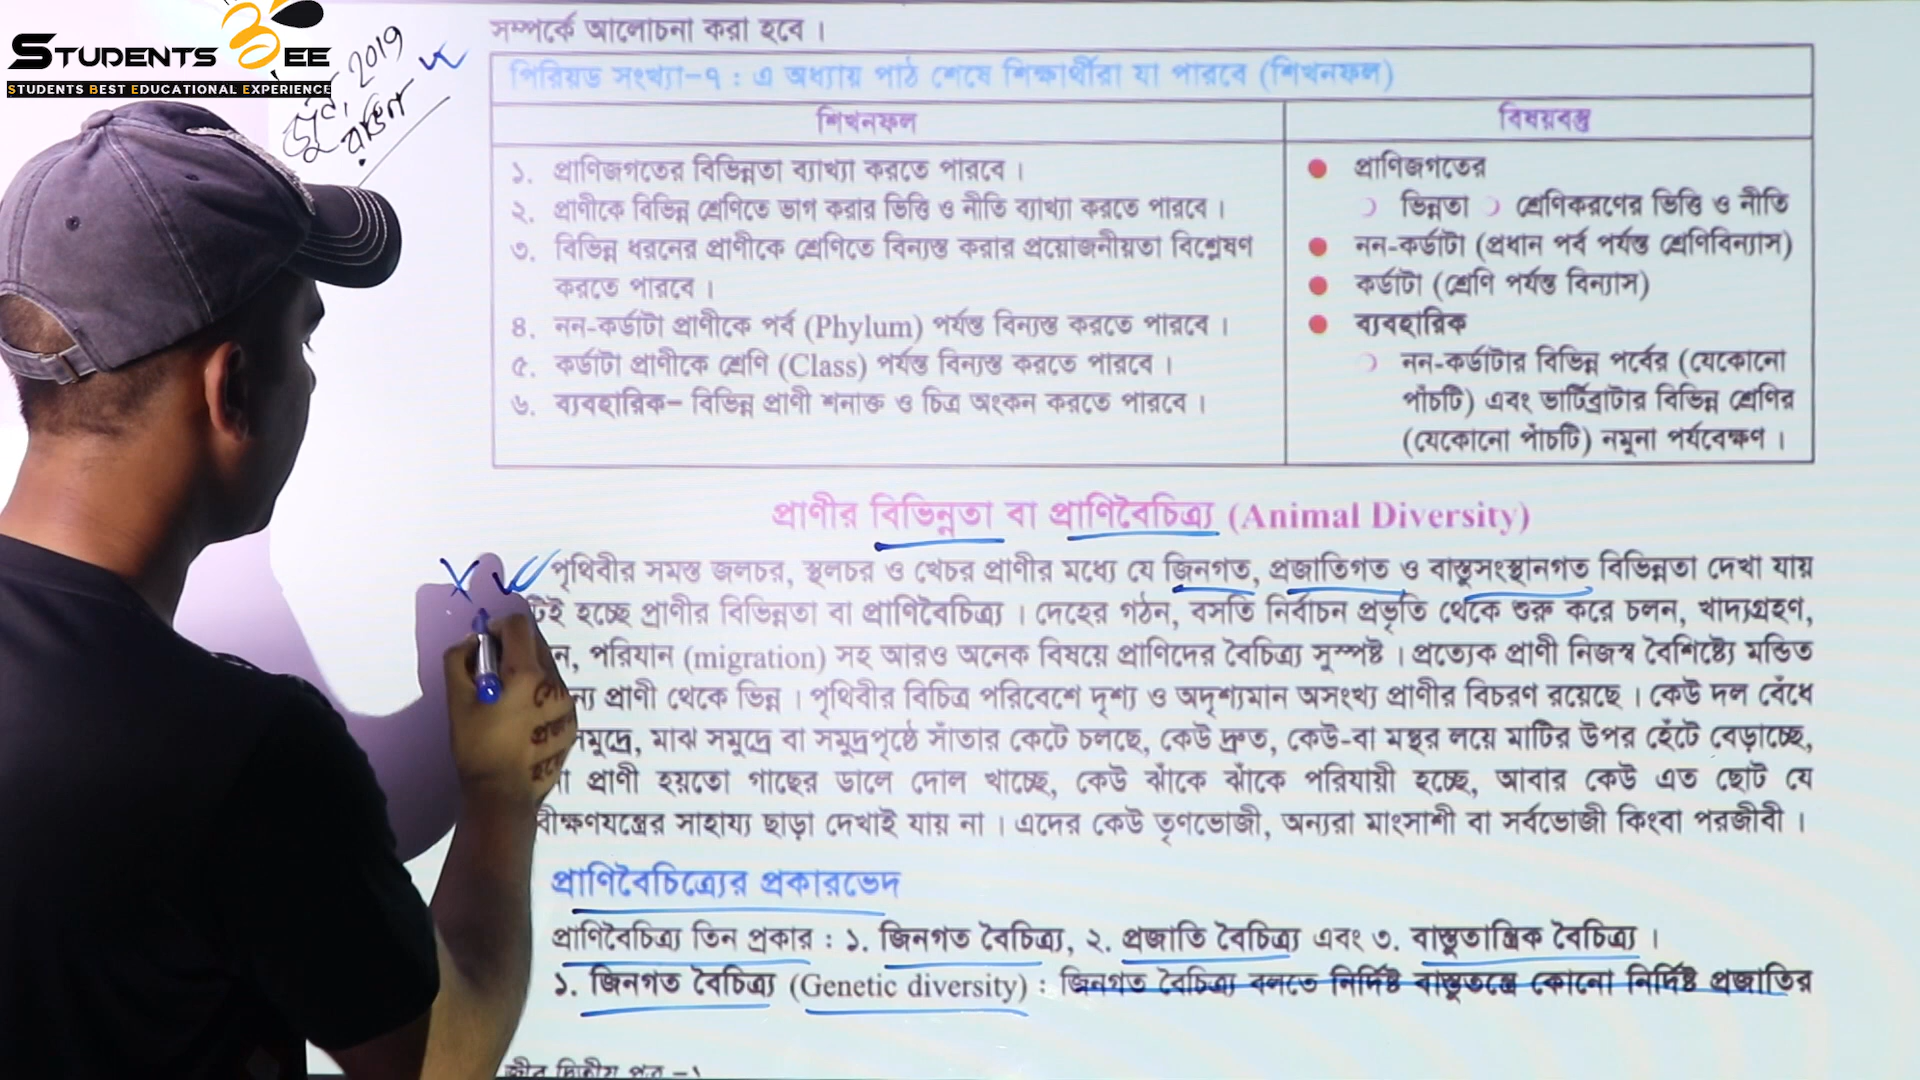 STUDENTS BEE
STUDENTS BEST EDUCATIONAL EXPERIENCE
2019
সম্পর্কে আলোচনা করা হবে ।
পিরিয়ড সংখ্যা-৭ : এ অধ্যায় পাঠ শেষে শিক্ষার্থীরা যা পারবে (শিখনফল)
শিখনফল
১. প্রাণিজগতের বিভিন্নতা ব্যাখ্যা করতে পারবে ।
২. প্রাণীকে বিভিন্ন শ্রেণিতে ভাগ করার ভিত্তি ও নীতি ব্যাখ্যা করতে পারবে ।
৩. বিভিন্ন ধরনের প্রাণীকে শ্রেণিতে বিন্যস্ত করার প্রয়োজনীয়তা বিশ্লেষণ
করতে পারবে ।
৪. নন-কর্ডাটা প্রাণীকে পর্ব (Phylum) পর্যন্ত বিন্যস্ত করতে পারবে ।
৫. কর্ডাটা প্রাণীকে শ্রেণি (Class) পর্যন্ত বিন্যস্ত করতে পারবে ।
৬. ব্যবহারিক– বিভিন্ন প্রাণী শনাক্ত ও চিত্র অংকন করতে পারবে ।
বিষয়বস্তু
প্রাণিজগতের
ভিন্নতা শ্রেণিকরণের ভিত্তি ও নীতি
নন-কর্ডাটা (প্রধান পর্ব পর্যন্ত শ্রেণিবিন্যাস)
কর্ডাটা (শ্রেণি পর্যন্ত বিন্যাস)
ব্যবহারিক
নন-কর্ডাটার বিভিন্ন পর্বের (যেকোনো
পাঁচটি) এবং ভার্টিব্রাটার বিভিন্ন শ্রেণির
(যেকোনো পাঁচটি) নমুনা পর্যবেক্ষণ ।
প্রাণীর বিভিন্নতা বা প্রাণিবৈচিত্র্য (Animal Diversity)
পৃথিবীর সমস্ত জলচর, স্থলচর ও খেচর প্রাণীর মধ্যে যে জিনগত, প্রজাতিগত ও বাস্তুসংস্থানগত বিভিন্নতা দেখা যায়
হচ্ছে প্রাণীর বিভিন্নতা বা প্রাণিবৈচিত্র্য । দেহের গঠন, বসতি নির্বাচন প্রভৃতি থেকে শুরু করে চলন, খাদ্যগ্রহণ,
পরিযান (migration) সহ আরও অনেক বিষয়ে প্রাণিদের বৈচিত্র্য সুস্পষ্ট । প্রত্যেক প্রাণী নিজস্ব বৈশিষ্ট্যে মন্ডিত
প্রাণী থেকে ভিন্ন । পৃথিবীর বিচিত্র পরিবেশে দৃশ্য ও অদৃশ্যমান অসংখ্য প্রাণীর বিচরণ রয়েছে । কেউ দল বেঁধে
মাঝ সমুদ্রে বা সমুদ্রপৃষ্ঠে সাঁতার কেটে চলছে, কেউ দ্রুত, কেউ-বা মন্থর লয়ে মাটির উপর হেঁটে বেড়াচ্ছে,
প্রাণী হয়তো গাছের ডালে দোল খাচ্ছে, কেউ ঝাঁকে ঝাঁকে পরিযায়ী হচ্ছে, আবার কেউ এত ছোট যে
সাহায্য ছাড়া দেখাই যায় না । এদের কেউ তৃণভোজী, অন্যরা মাংসাশী বা সর্বভোজী কিংবা পরজীবী ।
প্রাণিবৈচিত্র্যের প্রকারভেদ
প্রাণিবৈচিত্র্য তিন প্রকার : ১. জিনগত বৈচিত্র্য, ২. প্রজাতি বৈচিত্র্য এবং ৩. বাস্তুতান্ত্রিক বৈচিত্র্য ।
১. জিনগত বৈচিত্র্য (Genetic diversity) : জিনগত বৈচিত্র্য বলতে নির্দিষ্ট বাস্তুতন্ত্রে কোনো নির্দিষ্ট প্রজাতির